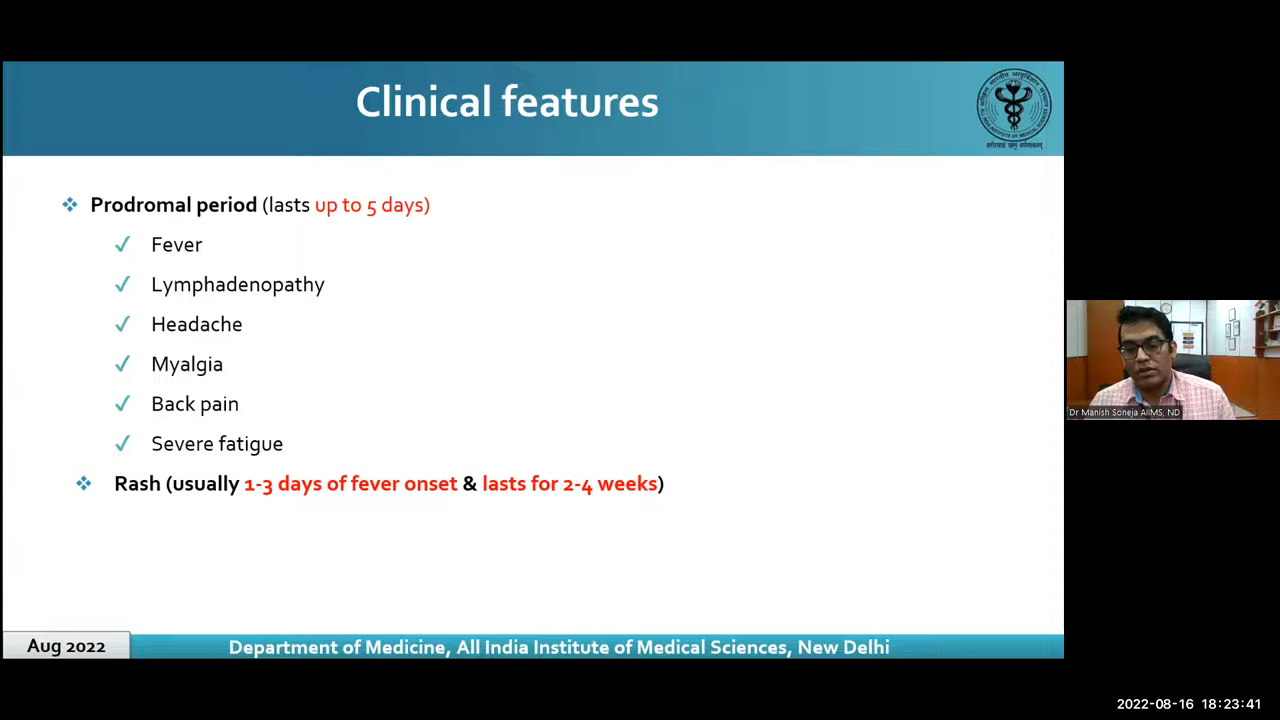 Clinical features
Prodromal period (lasts up to 5 days)
Fever
Lymphadenopathy
Headache
Myalgia
Back pain
Severe fatigue
Rash (usually 1-3 days of fever onset & lasts for 2-4 weeks)
Dr Manish Soneja AIIMS, ND
Aug 2022
Department of Medicine, All India Institute of Medical Sciences, New Delhi
2022-08-16 18:23:41